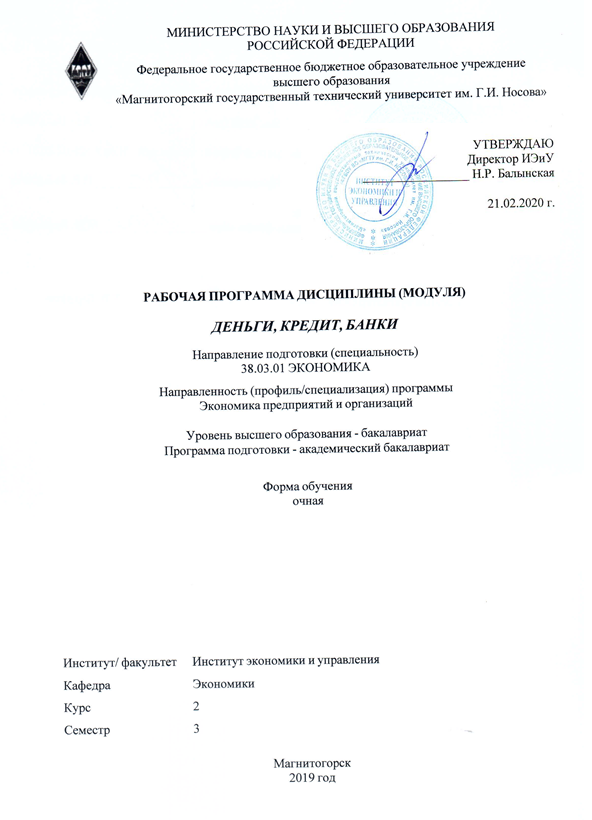 МИНИСТЕРСТВО НАУКИ И ВЫСШЕГО ОБРАЗОВАНИЯ
РОССИЙСКОЙ ФЕДЕРАЦИИ
Федеральное государственное бюджетное образовательное учреждение
высшего образования
«Магнитогорский государственный технический университет им. Г.И. Носова»
УТВЕРЖДАЮ
Директор ИЭиУ
Н.Р. Балынская
21.02.2020 г.
ИНСТИТУТ
ЭКОНОМИКИ И
УПРАВЛЕНИЯ
РАБОЧАЯ ПРОГРАММА ДИСЦИПЛИНЫ (МОДУЛЯ)
ДЕНЬГИ, КРЕДИТ, БАНКИ
Направление подготовки (специальность)
38.03.01 ЭКОНОМИКА
Направленность (профиль/специализация) программы
Экономика предприятий и организаций
Уровень высшего образования - бакалавриат
Программа подготовки - академический бакалавриат
Форма обучения
очная
Институт/ факультет Институт экономики и управления
Кафедра Экономики
Курс 2
Семестр 3
Магнитогорск
2019 год